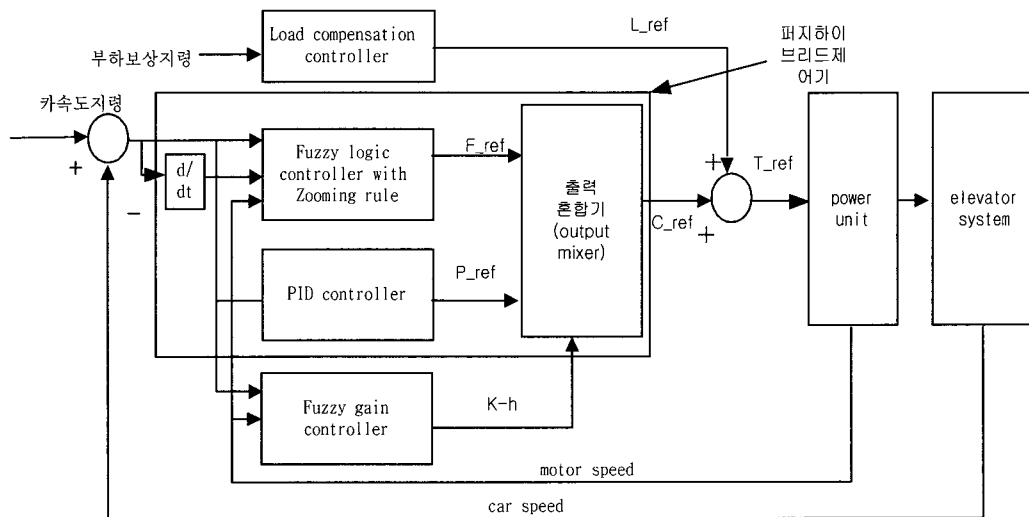 Load compensation
controller
L_ref
부하보상지령
퍼지하이
브리드제
어기
카속도지령
+
−
d/
dt
Fuzzy logic
controller with
Zooming rule
F_ref
출력
혼합기
(output
mixer)
+
+
T_ref
C_ref
power
unit
elevator
system
PID controller
P_ref
Fuzzy gain
controller
K-h
motor speed
car speed